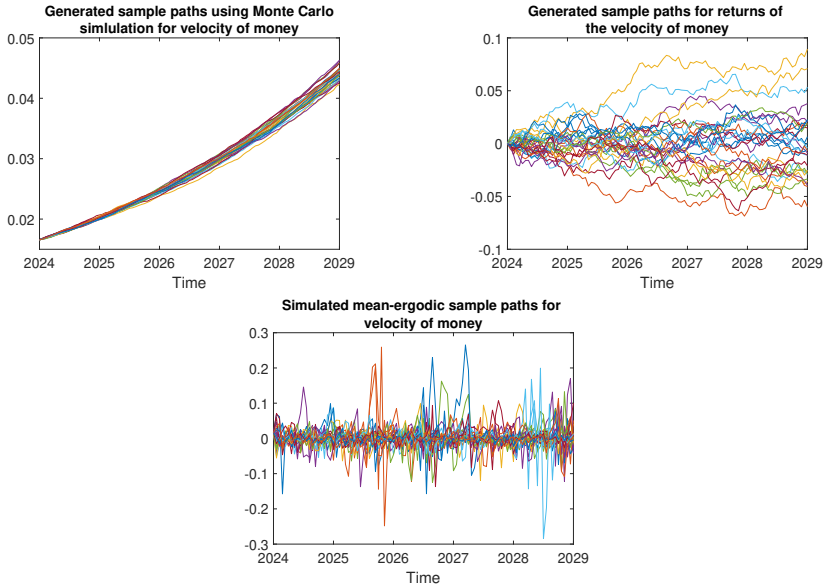 Generated sample paths using Monte Carlo
simlulation for velocity of money
0.05
0.04
0.03
0.02
2024 2025 2026 2027 2028 2029
Time
Generated sample paths for returns of
the velocity of money
0.1
0.05
0
-0.05
-0.1
2024 2025 2026 2027 2028 2029
Time
Simulated mean-ergodic sample paths for
velocity of money
0.3
0.2
0.1
0
-0.1
-0.2
-0.3
2024 2025 2026 2027 2028 2029
Time